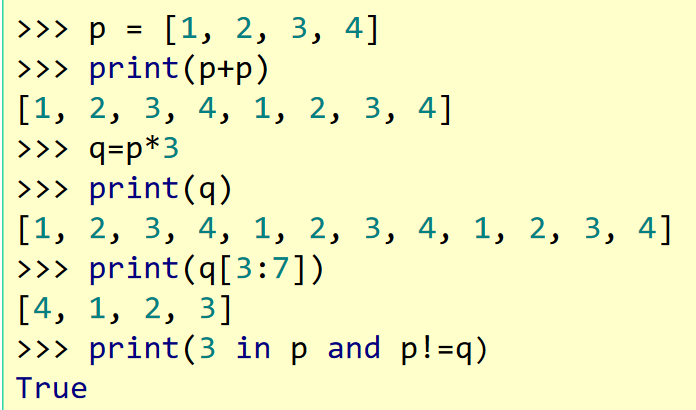 >>> p = [1, 2, 3, 4]
>>> print(p+p)
[1, 2, 3, 4, 1, 2, 3, 4]
>>> q=p*3
>>> print(q)
[1, 2, 3, 4, 1, 2, 3, 4, 1, 2, 3, 4]
>>> print(q[3:7])
[4, 1, 2, 3]
>>> print(3 in p and p!=q)
True